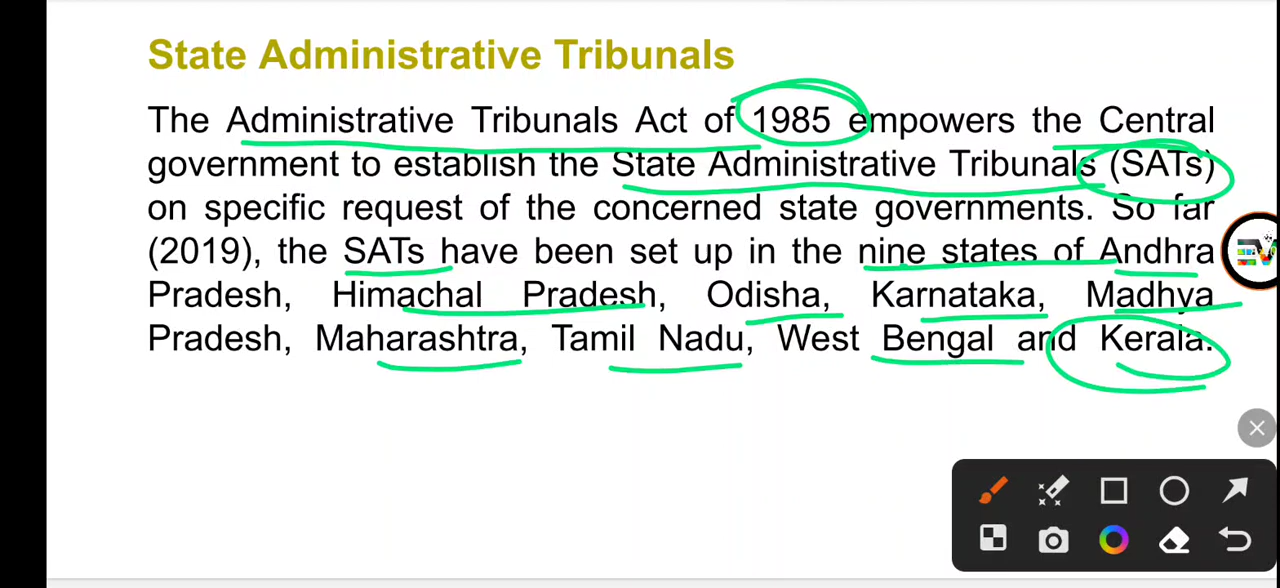 State Administrative Tribunals
The Administrative Tribunals Act of 1985 empowers the Central
government to establish the State Administrative Tribunals (SATs)
on specific request of the concerned state governments. So far
(2019), the SATs have been set up in the nine states of Andhra
Pradesh, Himachal Pradesh, Odisha, Karnataka, Madhya
Pradesh, Maharashtra, Tamil Nadu, West Bengal and Kerala.